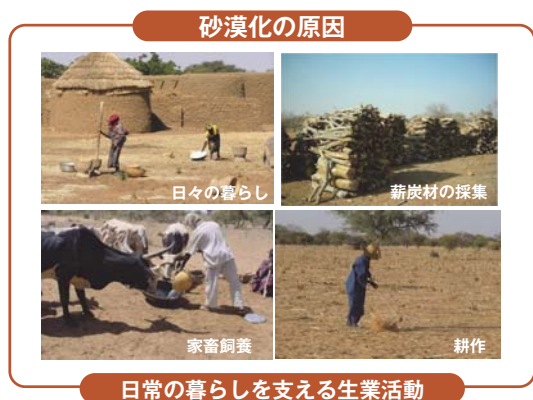 砂漠化の原因
日々の暮らし
薪炭材の採集
家畜飼養
耕作
日常の暮らしを支える生業活動